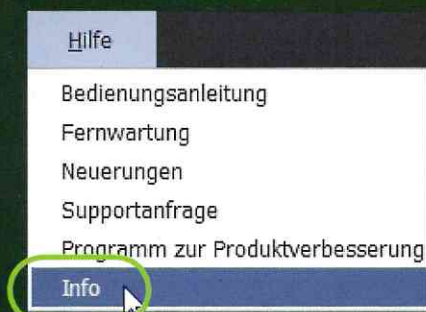 Hilfe
Bedienungsanleitung
Fernwartung
Neuerungen
Supportanfrage
Programm zur Produktverbesserung
Info